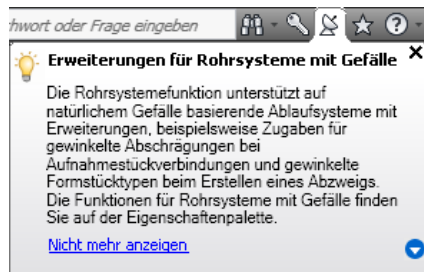 hwort oder Frage eingeben
Erweiterungen für Rohrsysteme mit Gefälle
Die Rohrsystemefunktion unterstützt auf
natürlichem Gefälle basierende Ablaufsysteme mit
Erweiterungen, beispielsweise Zugaben für
gewinkelte Abschrägungen bei
Aufnahmestückverbindungen und gewinkelte
Formstücktypen beim Erstellen eines Abzweigs.
Die Funktionen für Rohrsysteme mit Gefälle finden
Sie auf der Eigenschaftenpalette.
Nicht mehr anzeigen